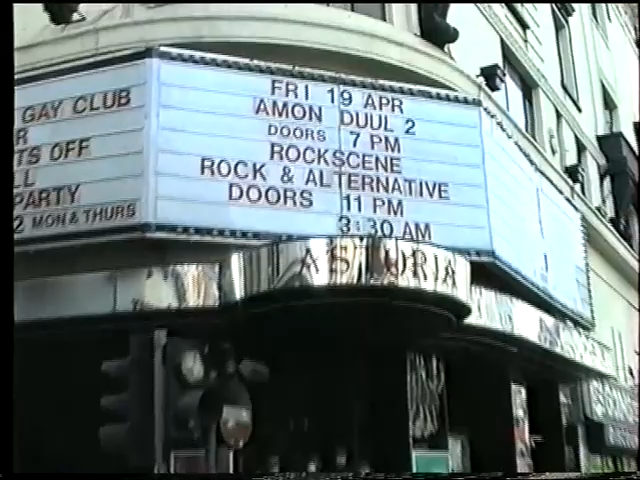 GAY CLUB
R
TS OFF
LL
PARTY
2 MON & THURS
FRI 19 APR
AMON DUUL 2
DOORS 7 PM
ROCKSCENE
ROCK & ALTERNATIVE
DOORS 11 PM
3:30 AM
ASTORIA